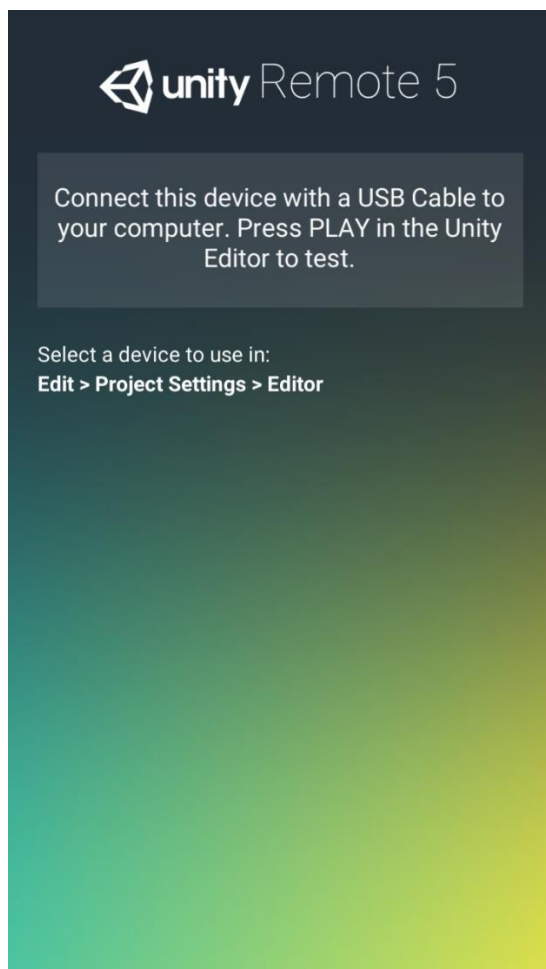 unity Remote 5
Connect this device with a USB Cable to
your computer. Press PLAY in the Unity
Editor to test.
Select a device to use in:
Edit > Project Settings > Editor